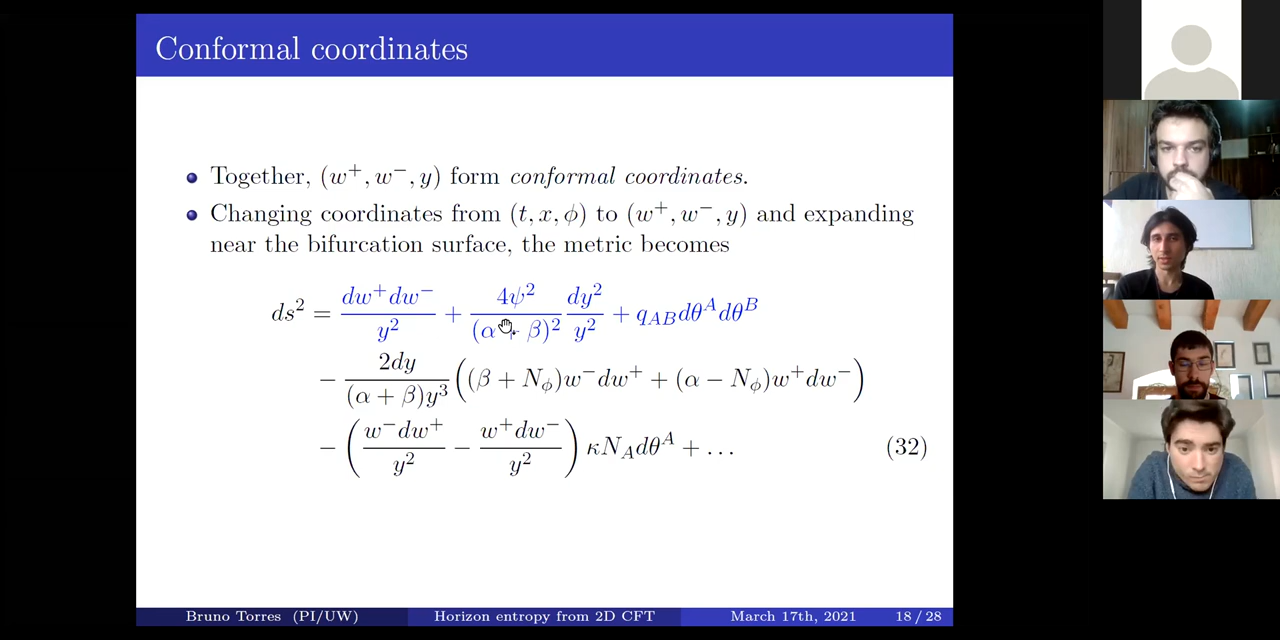 Conformal coordinates
Together, (w⁺, w⁻, y) form conformal coordinates.
Changing coordinates from (t, x, ϕ) to (w⁺, w⁻, y) and expanding
near the bifurcation surface, the metric becomes
ds² = dw⁺dw⁻/y² + 4ψ²/(α + β)² dy²/y² + q_AB dθ^A dθ^B
− 2dy/((α + β)y³) ((β + N_ϕ)w⁻dw⁺ + (α − N_ϕ)w⁺dw⁻)
− (w⁻dw⁺/y² − w⁺dw⁻/y²) κN_A dθ^A + … (32)
Bruno Torres (PI/UW) Horizon entropy from 2D CFT March 17th, 2021 18 / 28